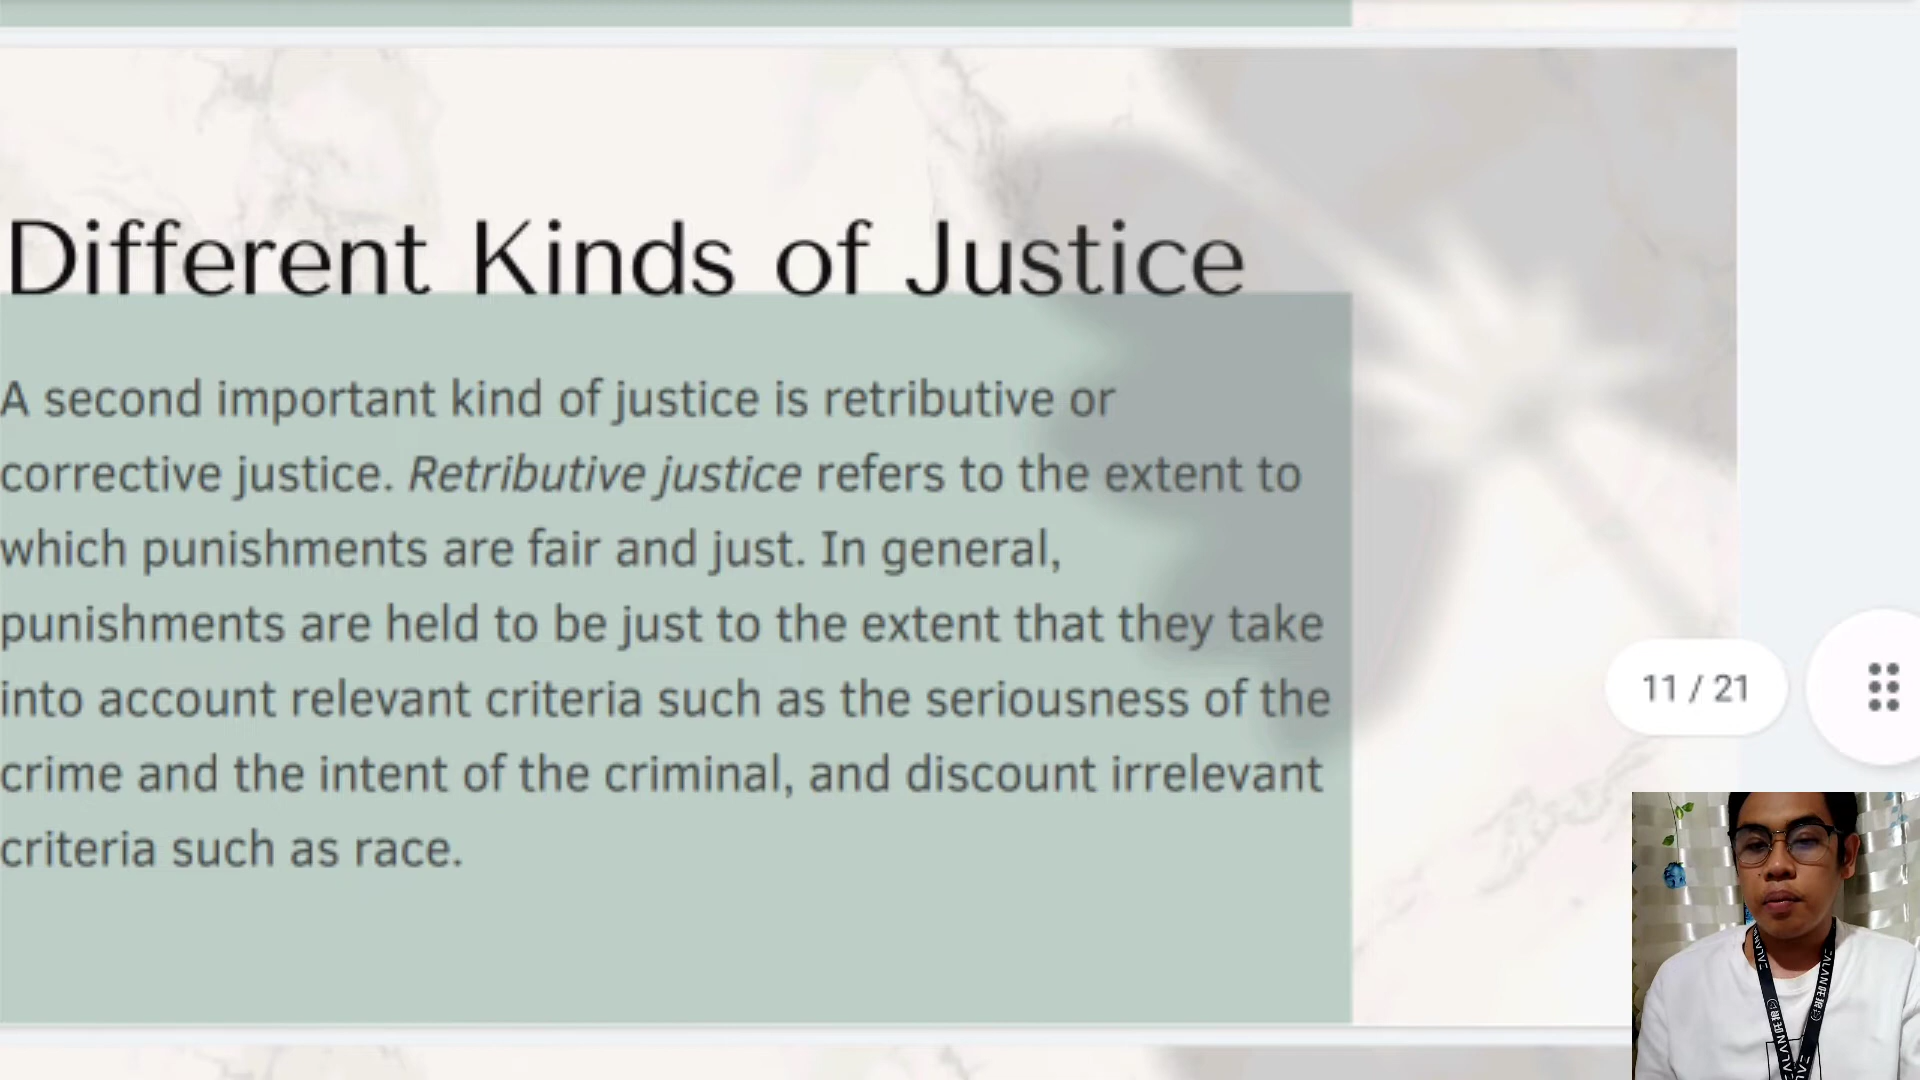 Different Kinds of Justice
A second important kind of justice is retributive or
corrective justice. Retributive justice refers to the extent to
which punishments are fair and just. In general,
punishments are held to be just to the extent that they take
into account relevant criteria such as the seriousness of the
crime and the intent of the criminal, and discount irrelevant
criteria such as race.
11 / 21